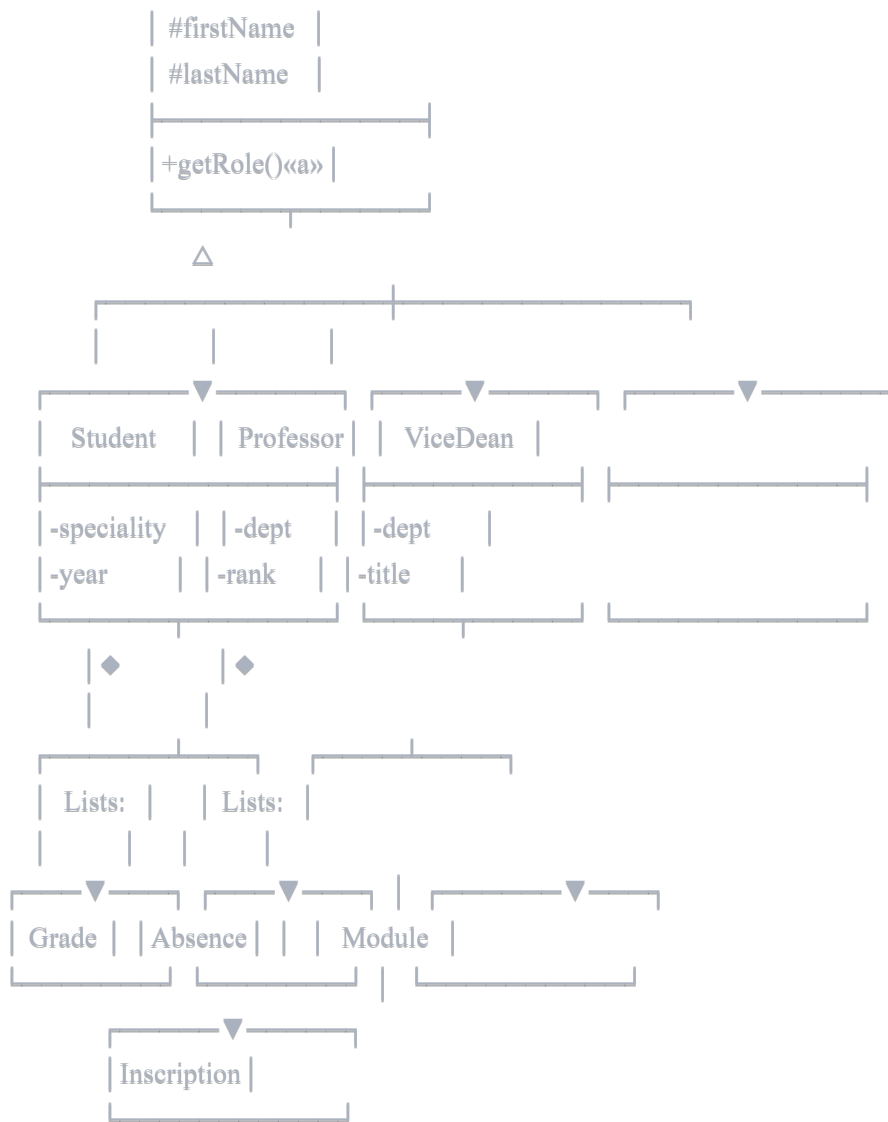 #firstName
#lastName
+getRole()«a»
Student Professor ViceDean
-speciality -dept -dept
-year -rank -title
Lists: Lists:
Grade Absence Module
Inscription